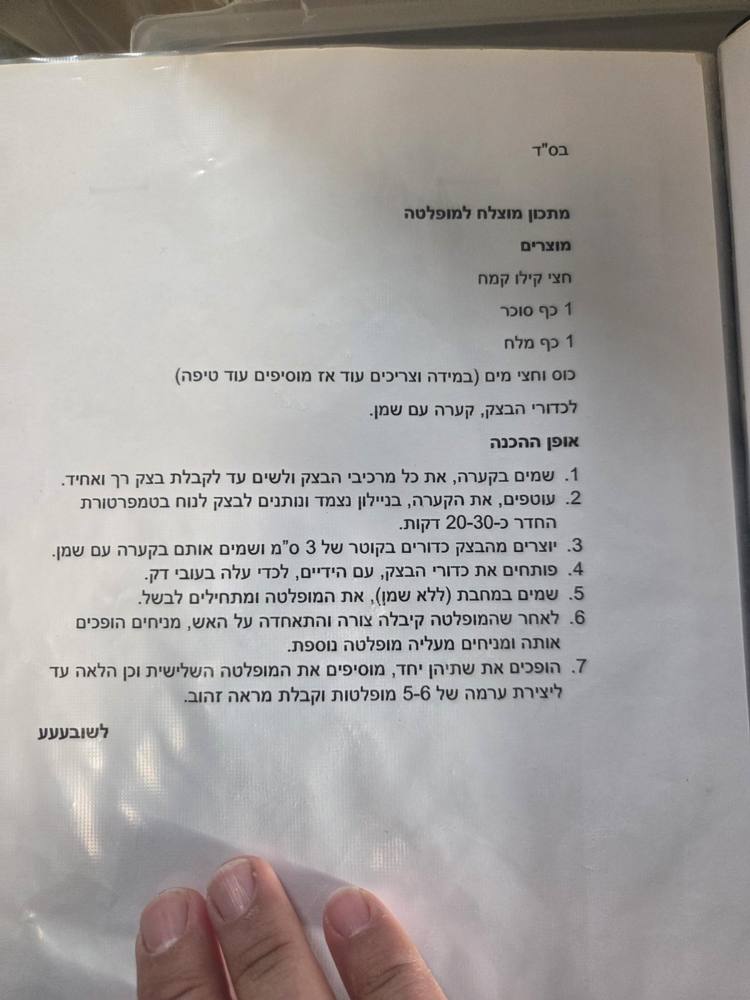 בס"ד
מתכון מוצלח למופלטה
מוצרים
חצי קילו קמח
1 כף סוכר
1 כף מלח
כוס וחצי מים (במידה וצריכים עוד אז מוסיפים עוד טיפה)
לכדורי הבצק, קערה עם שמן.
אופן ההכנה
1. שמים בקערה, את כל מרכיבי הבצק ולשים עד לקבלת בצק רך ואחיד.
2. עוטפים, את הקערה, בניילון נצמד ונותנים לבצק לנוח בטמפרטורת
החדר כ-20-30 דקות.
3. יוצרים מהבצק כדורים בקוטר של 3 ס"מ ושמים אותם בקערה עם שמן.
4. פותחים את כדורי הבצק, עם הידיים, לכדי עלה בעובי דק.
5. שמים במחבת (ללא שמן), את המופלטה ומתחילים לבשל.
6. לאחר שהמופלטה קיבלה צורה והתאחדה על האש, מניחים הופכים
אותה ומניחים מעליה מופלטה נוספת.
7. הופכים את שתיהן יחד, מוסיפים את המופלטה השלישית וכן הלאה עד
ליצירת ערמה של 5-6 מופלטות וקבלת מראה זהוב.
לשובעעע